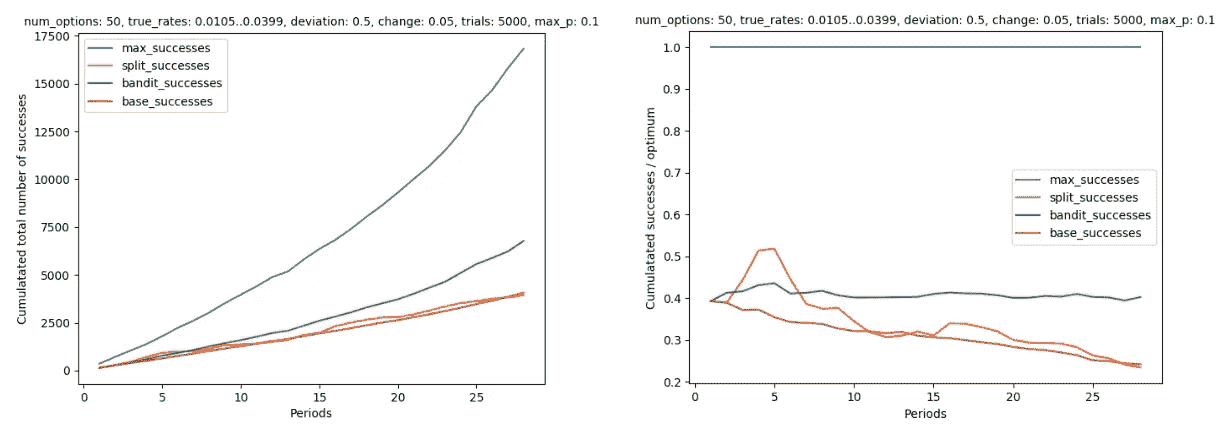 num_options: 50, true_rates: 0.0105..0.0399, deviation: 0.5, change: 0.05, trials: 5000, max_p: 0.1
17500
15000
12500
10000
7500
5000
2500
0
Cumulatated total number of successes
max_successes
split_successes
bandit_successes
base_successes
0 5 10 15 20 25
Periods
num_options: 50, true_rates: 0.0105..0.0399, deviation: 0.5, change: 0.05, trials: 5000, max_p: 0.1
1.0
0.9
0.8
0.7
0.6
0.5
0.4
0.3
0.2
Cumulatated successes / optimum
max_successes
split_successes
bandit_successes
base_successes
0 5 10 15 20 25
Periods